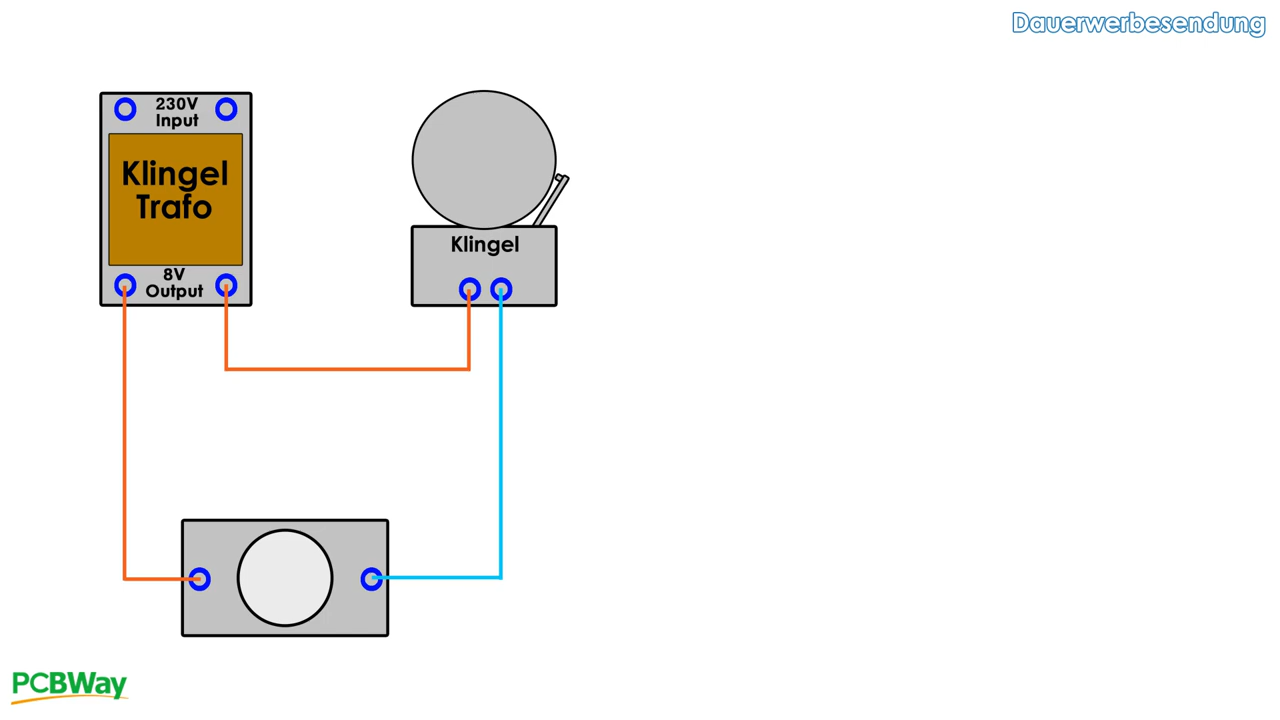 Dauerwerbesendung
230V
Input
Klingel
Trafo
8V
Output
Klingel
PCBWay